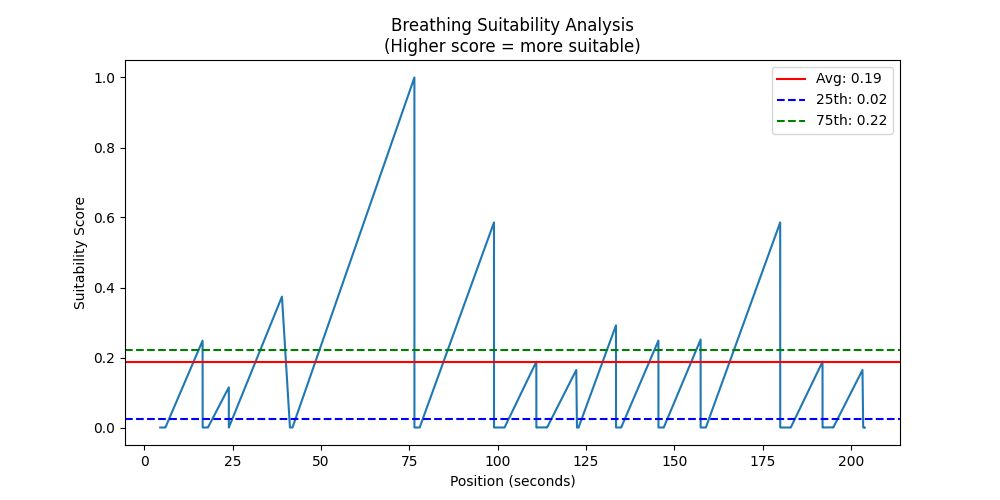 Breathing Suitability Analysis
(Higher score = more suitable)
Avg: 0.19
25th: 0.02
75th: 0.22
Suitability Score
1.0
0.8
0.6
0.4
0.2
0.0
0 25 50 75 100 125 150 175 200
Position (seconds)